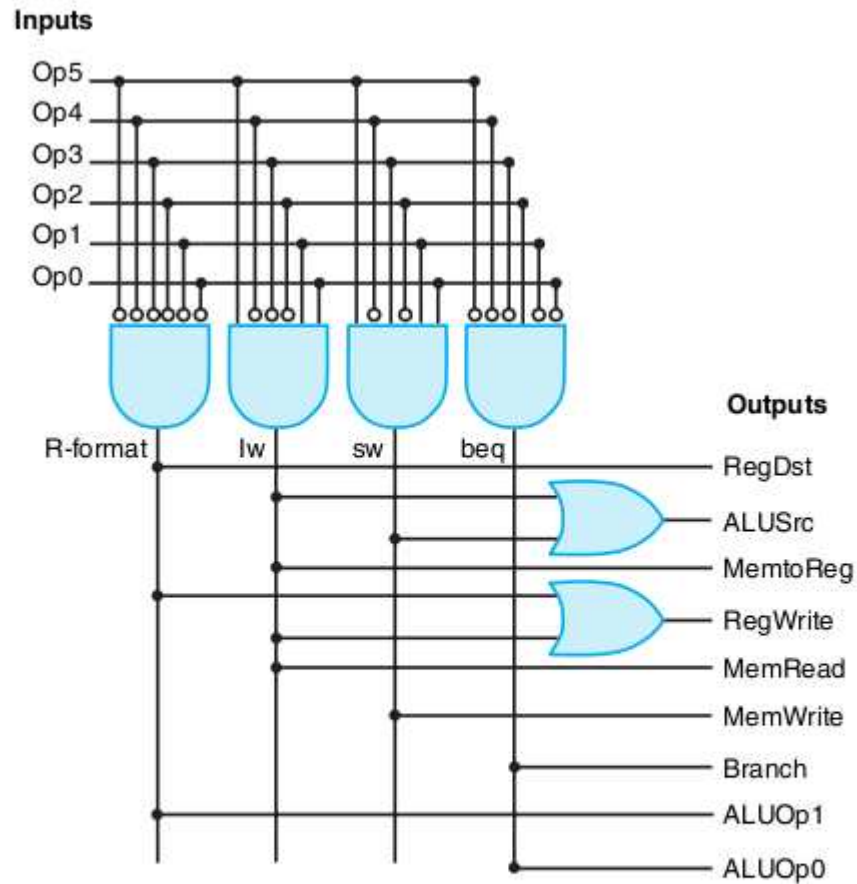 Inputs
Op5
Op4
Op3
Op2
Op1
Op0
Outputs
R-format lw sw beq
RegDst
ALUSrc
MemtoReg
RegWrite
MemRead
MemWrite
Branch
ALUOp1
ALUOp0